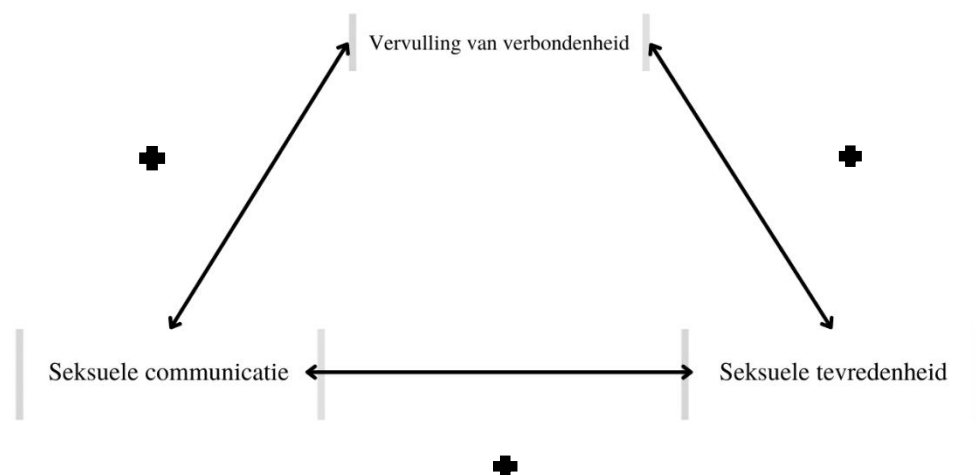 Vervulling van verbondenheid
Seksuele communicatie
Seksuele tevredenheid